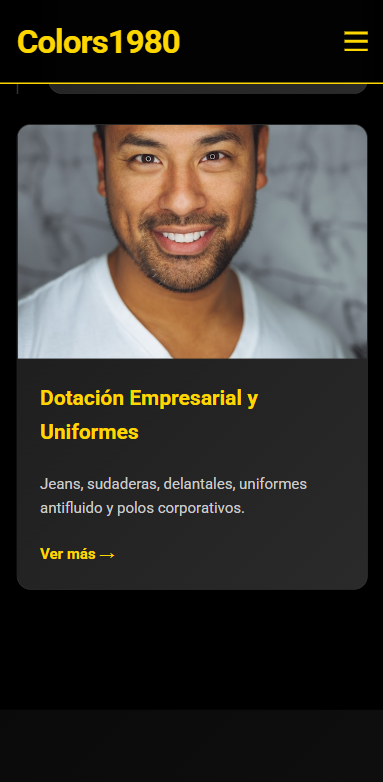 Colors1980
Dotación Empresarial y
Uniformes
Jeans, sudaderas, delantales, uniformes
antifluido y polos corporativos.
Ver más →